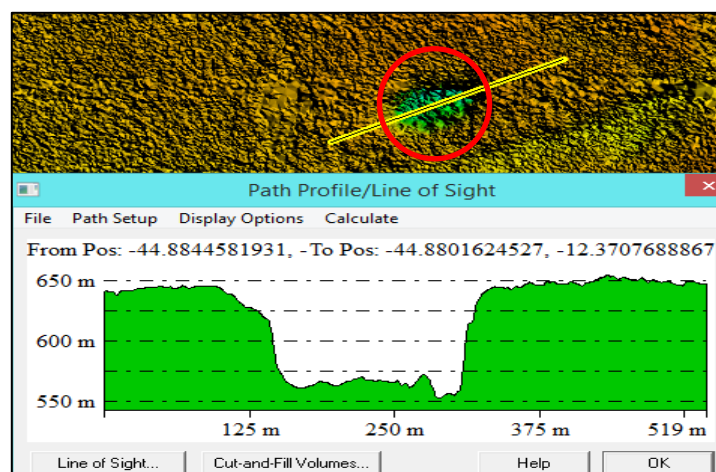 Path Profile/Line of Sight
File Path Setup Display Options Calculate
From Pos: -44.8844581931, -To Pos: -44.8801624527, -12.3707688867
650 m
600 m
550 m
125 m 250 m 375 m 519 m
Line of Sight... Cut-and-Fill Volumes... Help OK